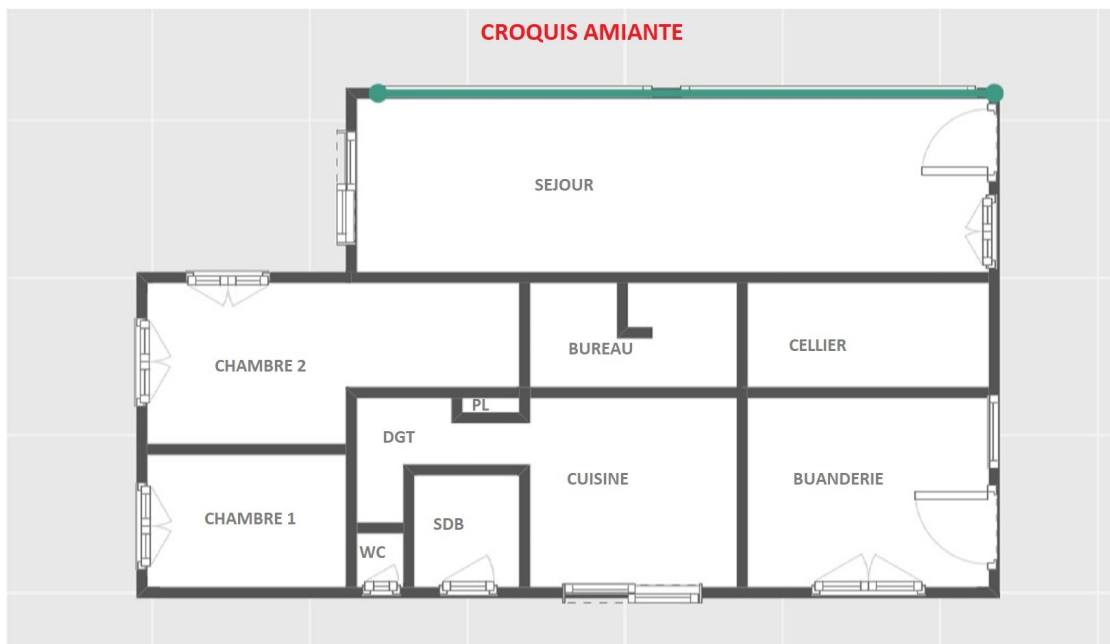 CROQUIS AMIANTE
SEJOUR
BUREAU
CELLIER
CHAMBRE 2
PL
DGT
CUISINE
BUANDERIE
CHAMBRE 1
SDB
WC